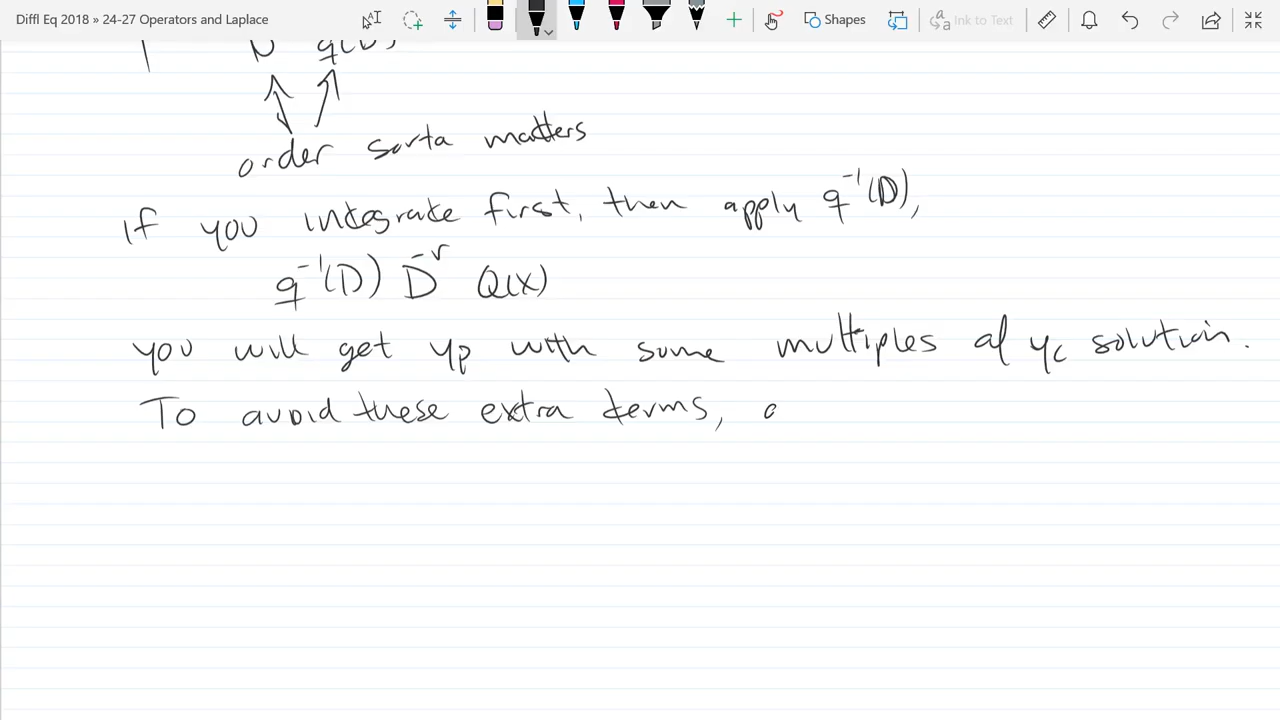 Diffl Eq 2018 » 24-27 Operators and Laplace
Shapes
Ink to Text
order sorta matters
If you integrate first, then apply q⁻¹(D),
q⁻¹(D) D⁻ʳ Q(x)
you will get yp with some multiples of yc solution.
To avoid these extra terms, a